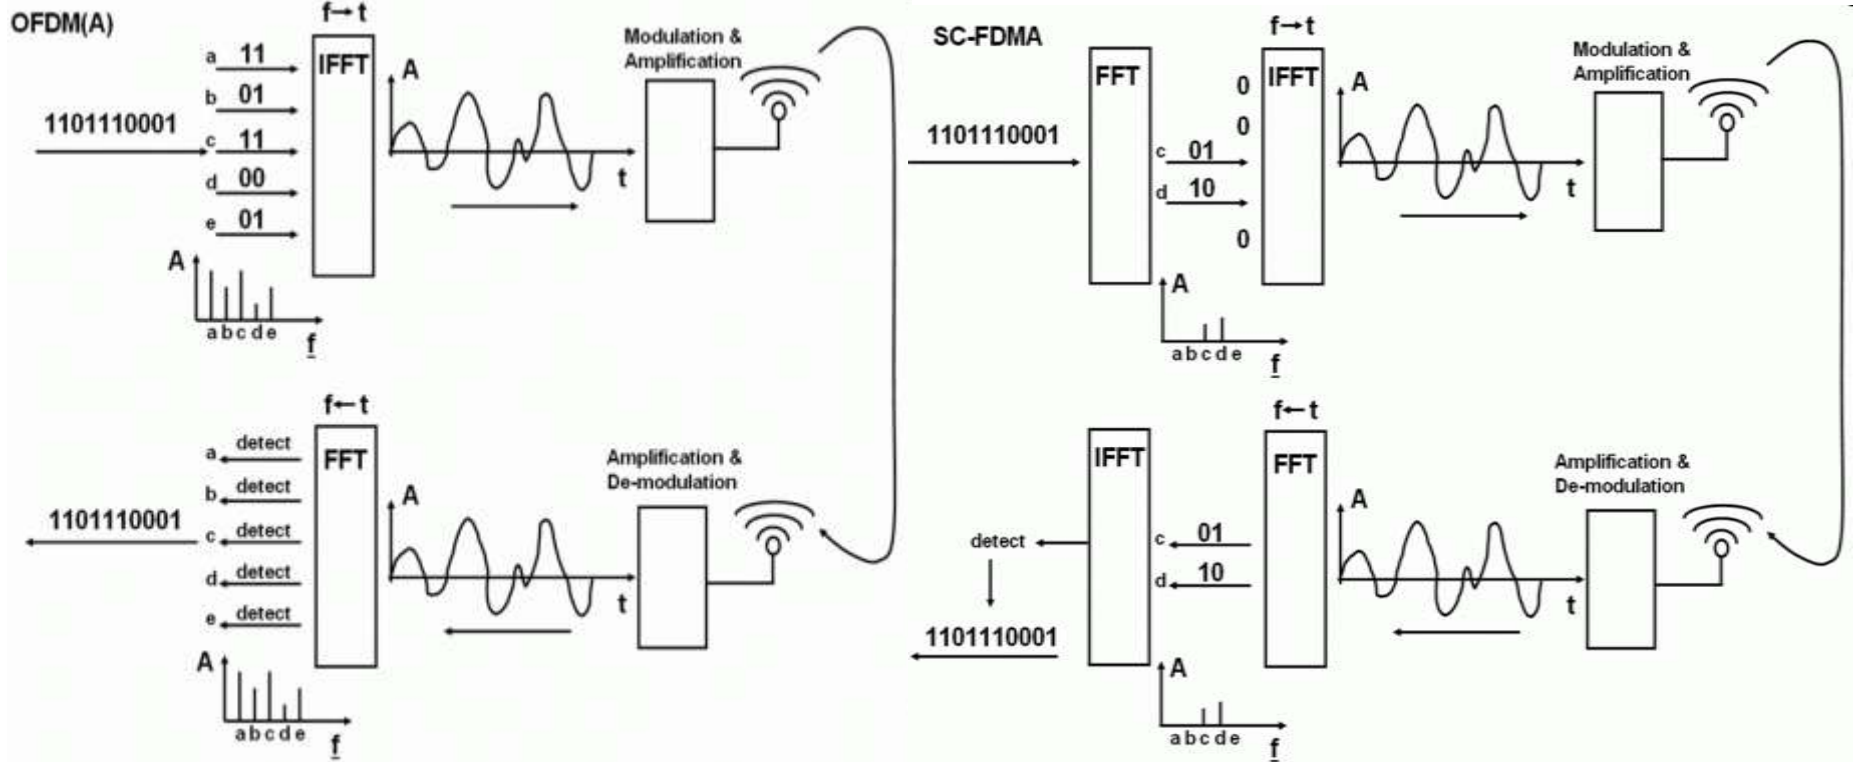 OFDM(A)
f→t
a 11
b 01
c 11
d 00
e 01
1101110001
IFFT
A
t
Modulation &
Amplification
A
a b c d e
f
f←t
FFT
a detect
b detect
c detect
d detect
e detect
1101110001
A
t
Amplification &
De-modulation
A
a b c d e
f
SC-FDMA
1101110001
FFT
c 01
d 10
0
0
0
f→t
IFFT
A
t
Modulation &
Amplification
A
a b c d e
f
f←t
IFFT
FFT
c 01
d 10
detect
1101110001
A
t
Amplification &
De-modulation
A
a b c d e
f